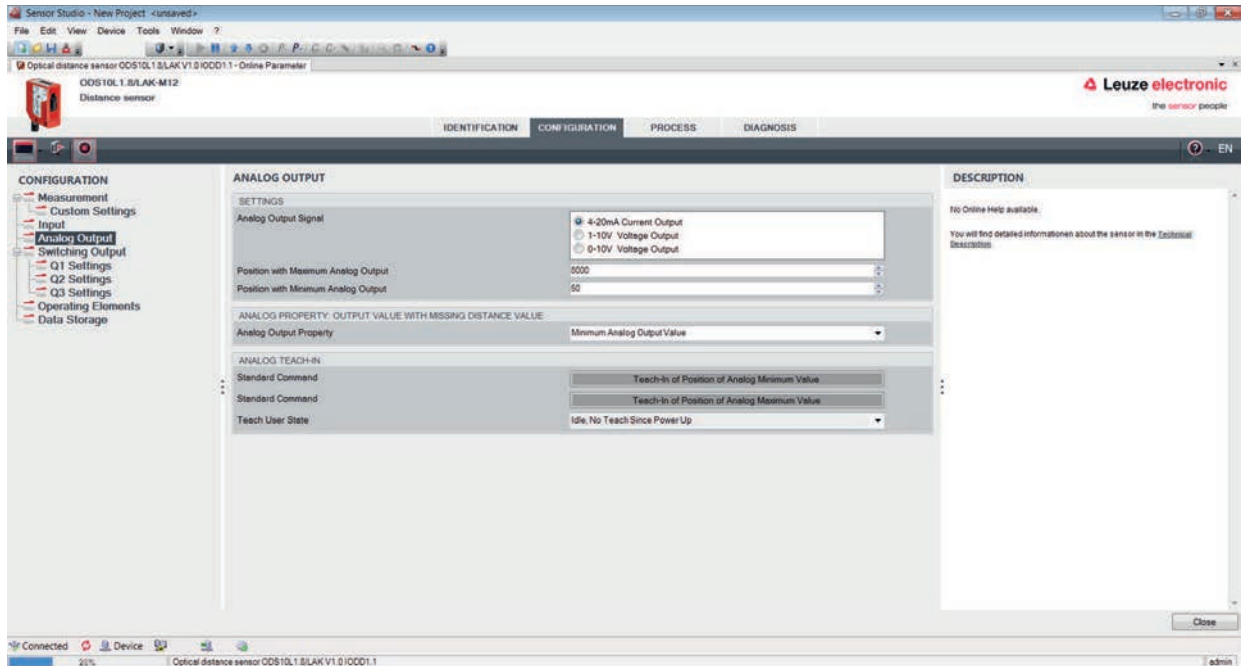 Sensor Studio - New Project <unsaved>
File Edit View Device Tools Window ?
Optical distance sensor ODS10L1.8/LAK V1.0 IODD1.1 - Online Parameter
ODS10L1.8/LAK-M12
Distance sensor
Leuze electronic
the sensor people
IDENTIFICATION CONFIGURATION PROCESS DIAGNOSIS
EN
CONFIGURATION
Measurement
Custom Settings
Input
Analog Output
Switching Output
Q1 Settings
Q2 Settings
Q3 Settings
Operating Elements
Data Storage
ANALOG OUTPUT
SETTINGS
Analog Output Signal
4-20mA Current Output
1-10V Voltage Output
0-10V Voltage Output
Position with Maximum Analog Output 8000
Position with Minimum Analog Output 50
ANALOG PROPERTY: OUTPUT VALUE WITH MISSING DISTANCE VALUE
Analog Output Property Minimum Analog Output Value
ANALOG TEACH-IN
Standard Command Teach-In of Position of Analog Minimum Value
Standard Command Teach-In of Position of Analog Maximum Value
Teach User State Idle, No Teach Since Power Up
DESCRIPTION
No Online Help available.
You will find detailed informationen about the sensor in the Technical
Description.
Close
Connected Device
20% Optical distance sensor ODS10L1.8/LAK V1.0 IODD1.1 admin